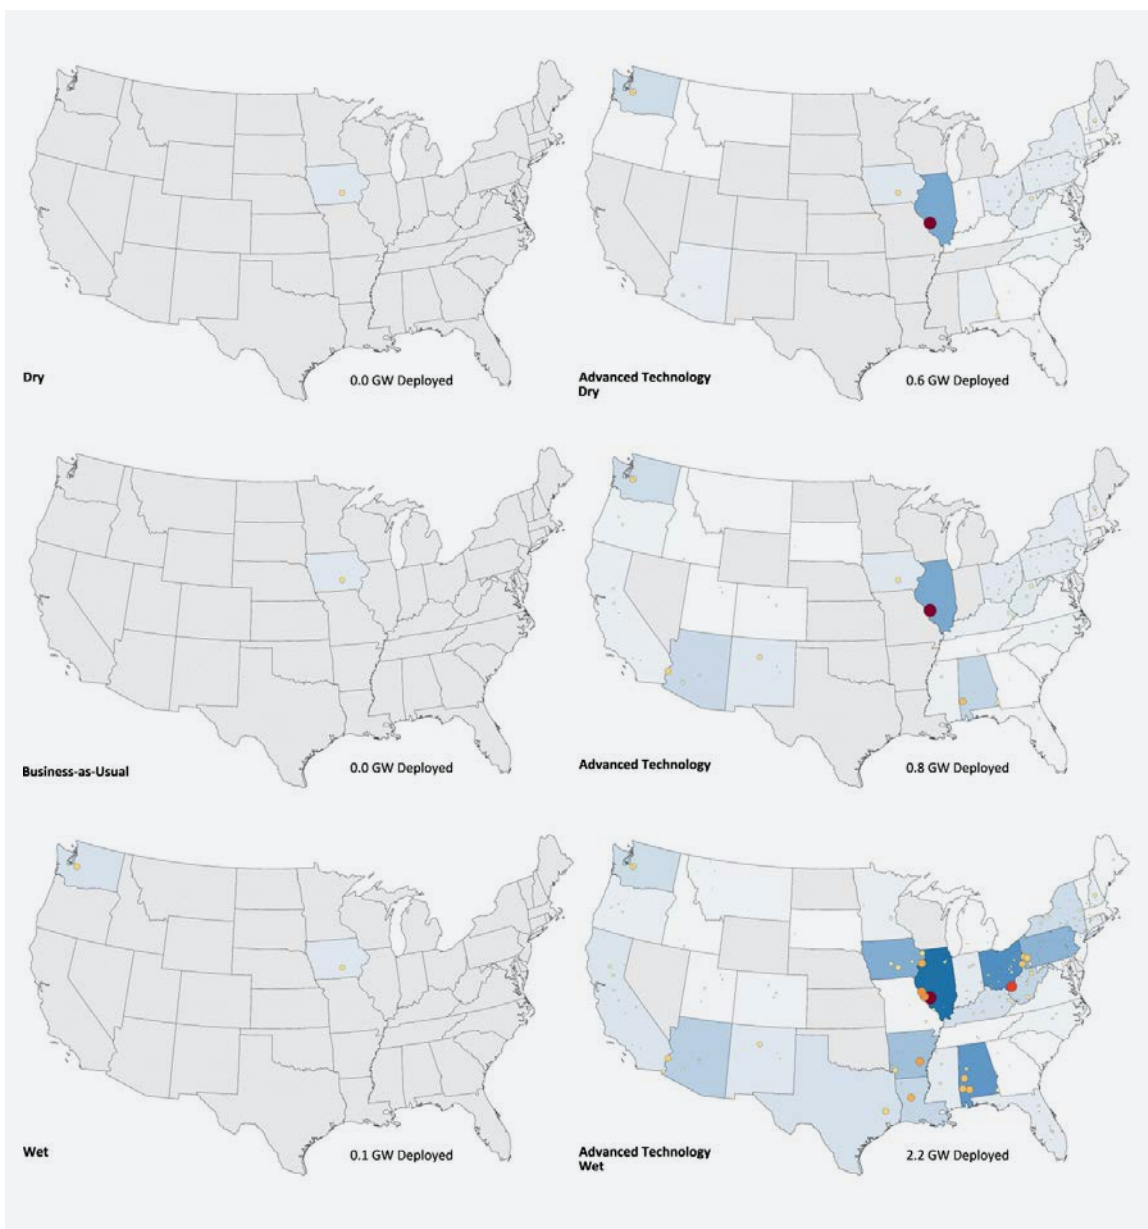 Dry
0.0 GW Deployed
Advanced Technology
Dry
0.6 GW Deployed
Business-as-Usual
0.0 GW Deployed
Advanced Technology
0.8 GW Deployed
Wet
0.1 GW Deployed
Advanced Technology
Wet
2.2 GW Deployed